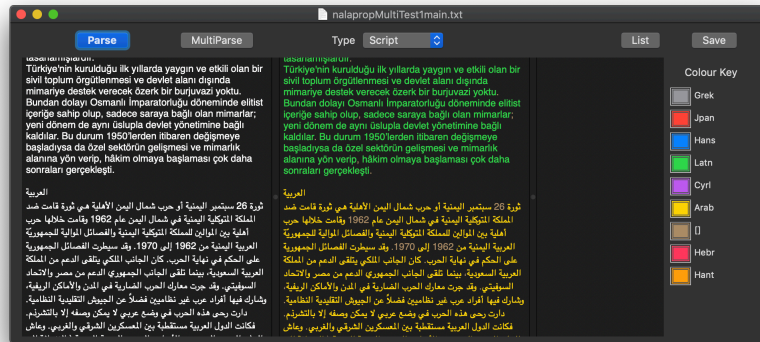 nalapropMultiTest1main.txt
Parse
MultiParse
Type
Script
List
Save
tasarlamışlardır.
Türkiye'nin kurulduğu ilk yıllarda yaygın ve etkili olan bir
sivil toplum örgütlenmesi ve devlet alanı dışında
mimariye destek verecek özerk bir burjuvazi yoktu.
Bundan dolayı Osmanlı İmparatorluğu döneminde elitist
içeriğe sahip olup, sadece saraya bağlı olan mimarlar;
yeni dönem de aynı üslupla devlet yönetimine bağlı
kaldılar. Bu durum 1950'lerden itibaren değişmeye
başladıysa da özel sektörün gelişmesi ve mimarlık
alanına yön verip, hâkim olmaya başlaması çok daha
sonraları gerçekleşti.
العربية
ثورة 26 سبتمبر اليمنية أو حرب شمال اليمن الأهلية هي ثورة قامت ضد
المملكة المتوكلية اليمنية في شمال اليمن عام 1962 وقامت خلالها حرب
أهلية بين الموالين للمملكة المتوكلية اليمنية والفصائل الموالية للجمهوريّة
العربية اليمنية من 1962 إلى 1970. وقد سيطرت الفصائل الجمهورية
على الحكم في نهاية الحرب. كان الجانب الملكي يتلقى الدعم من المملكة
العربية السعودية، بينما تلقى الجانب الجمهوري الدعم من مصر والاتحاد
السوفيتي. وقد جرت معارك الحرب الضارية في المدن و الأماكن الريفية،
وشارك فيها أفراد عرب غير نظاميين فضلاً عن الجيوش التقليدية النظامية.
دارت رحى هذه الحرب في وضع عربي لا يمكن وصفه إلا بالتشرذم.
فكانت الدول العربية مستقطبة بين المعسكرين الشرقي والغربي. وعاش
tasarlamışlardır.
Türkiye'nin kurulduğu ilk yıllarda yaygın ve etkili olan bir
sivil toplum örgütlenmesi ve devlet alanı dışında
mimariye destek verecek özerk bir burjuvazi yoktu.
Bundan dolayı Osmanlı İmparatorluğu döneminde elitist
içeriğe sahip olup, sadece saraya bağlı olan mimarlar;
yeni dönem de aynı üslupla devlet yönetimine bağlı
kaldılar. Bu durum 1950'lerden itibaren değişmeye
başladıysa da özel sektörün gelişmesi ve mimarlık
alanına yön verip, hâkim olmaya başlaması çok daha
sonraları gerçekleşti.
العربية
ثورة 26 سبتمبر اليمنية أو حرب شمال اليمن الأهلية هي ثورة قامت ضد
المملكة المتوكلية اليمنية في شمال اليمن عام 1962 وقامت خلالها حرب
أهلية بين الموالين للمملكة المتوكلية اليمنية والفصائل الموالية للجمهوريّة
العربية اليمنية من 1962 إلى 1970. وقد سيطرت الفصائل الجمهورية
على الحكم في نهاية الحرب. كان الجانب الملكي يتلقى الدعم من المملكة
العربية السعودية، بينما تلقى الجانب الجمهوري الدعم من مصر والاتحاد
السوفيتي. وقد جرت معارك الحرب الضارية في المدن و الأماكن الريفية،
وشارك فيها أفراد عرب غير نظاميين فضلاً عن الجيوش التقليدية النظامية.
دارت رحى هذه الحرب في وضع عربي لا يمكن وصفه إلا بالتشرذم.
فكانت الدول العربية مستقطبة بين المعسكرين الشرقي والغربي. وعاش
Colour Key
Grek
Jpan
Hans
Latn
Cyrl
Arab
[]
Hebr
Hant